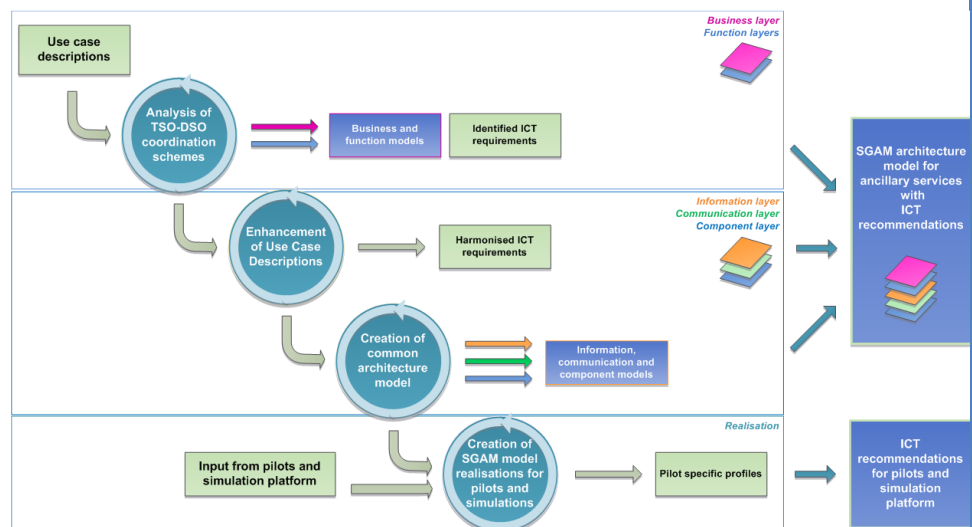 Use case
descriptions
Business layer
Function layers
Analysis of
TSO-DSO
coordination
schemes
Business and
function models
Identified ICT
requirements
Information layer
Communication layer
Component layer
Enhancement
of Use Case
Descriptions
Harmonised ICT
requirements
Creation of
common
architecture
model
Information,
communication and
component models
SGAM architecture
model for
ancillary services
with
ICT
recommendations
Realisation
Input from pilots and
simulation platform
Creation of
SGAM model
realisations for
pilots and
simulations
Pilot specific profiles
ICT
recommendations
for pilots and
simulation
platform